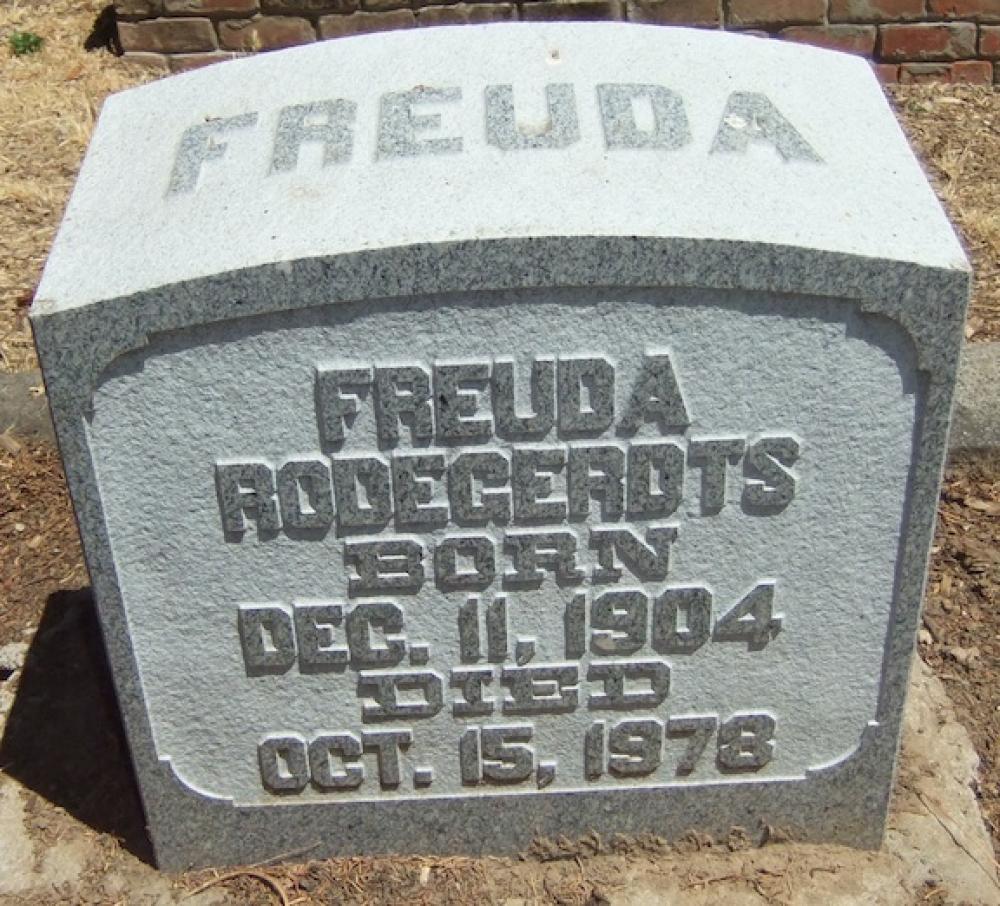 FREUDA
FREUDA
RODEGERDTS
BORN
DEC. 11, 1904
DIED
OCT. 15, 1978